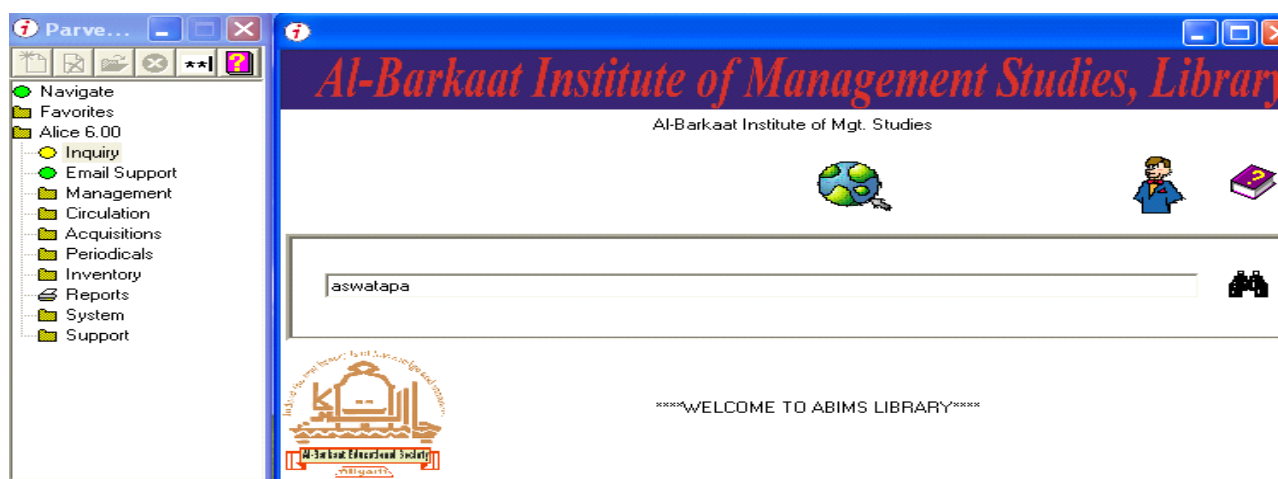 Parve...
Navigate
Favorites
Alice 6.00
Inquiry
Email Support
Management
Circulation
Acquisitions
Periodicals
Inventory
Reports
System
Support
Al-Barkaat Institute of Management Studies, Library
Al-Barkaat Institute of Mgt. Studies
aswatapa
Al-Barkaat Educational Society
Aligarh
****WELCOME TO ABIMS LIBRARY****